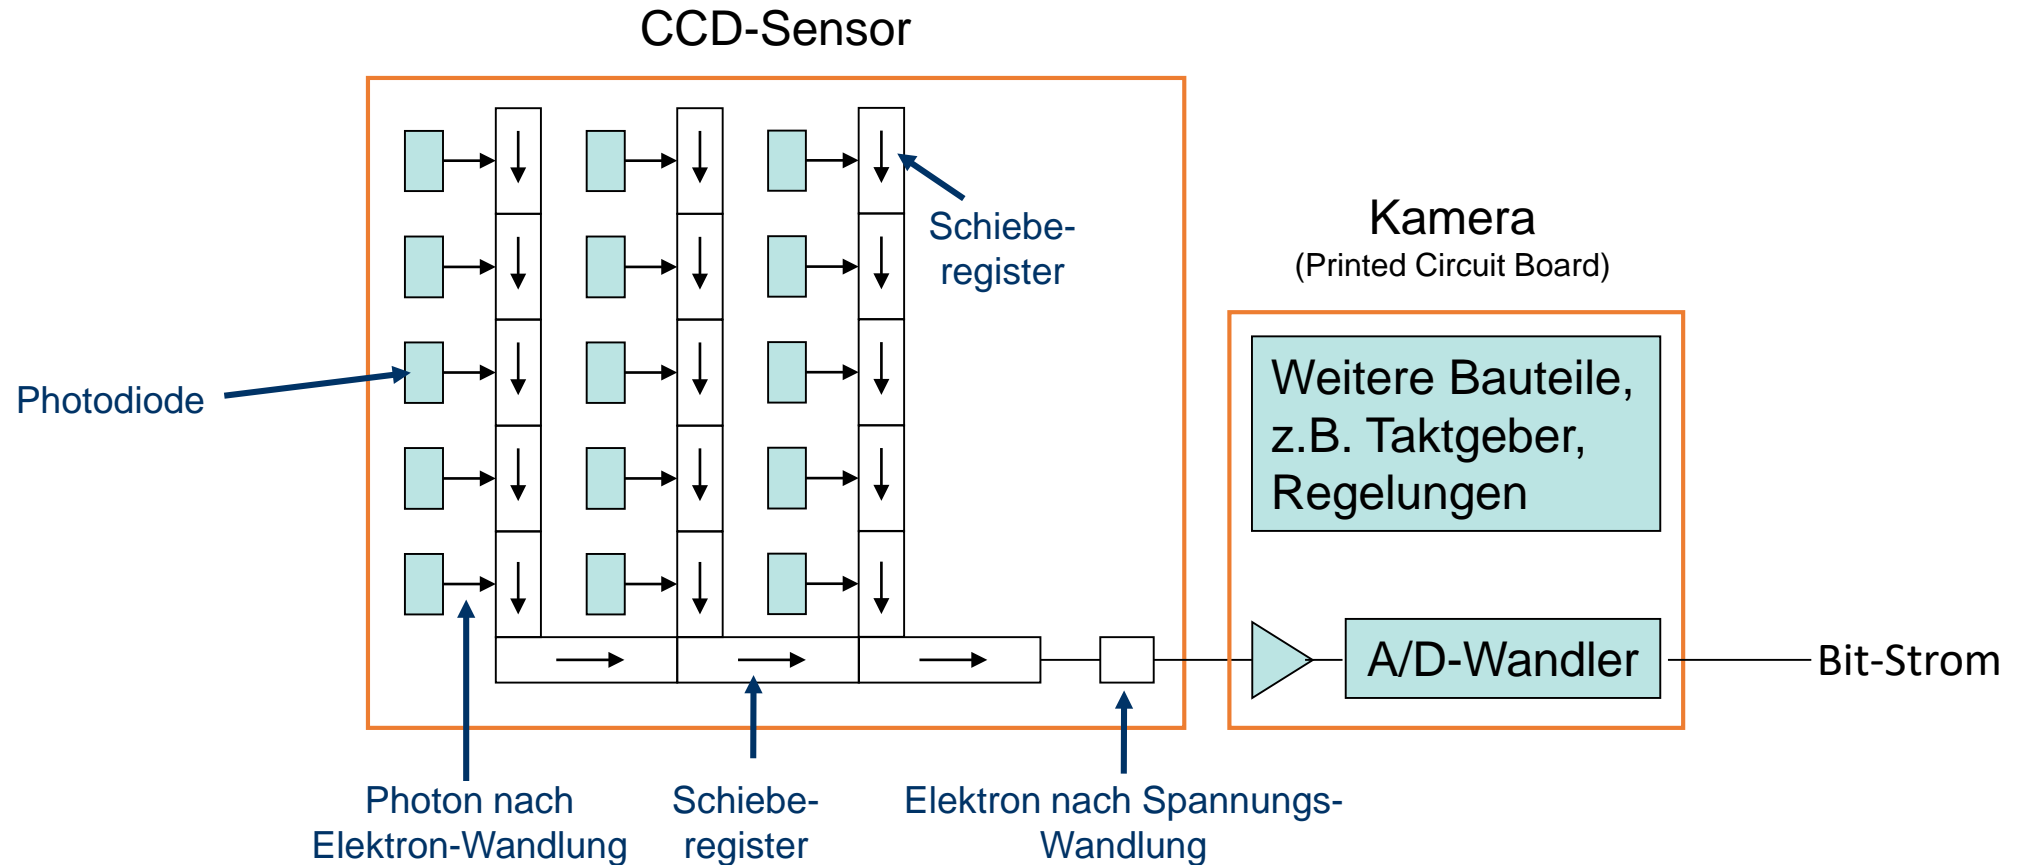 CCD-Sensor
Schiebe-
register
Kamera
(Printed Circuit Board)
Photodiode
Weitere Bauteile,
z.B. Taktgeber,
Regelungen
A/D-Wandler
Bit-Strom
Photon nach
Elektron-Wandlung
Schiebe-
register
Elektron nach Spannungs-
Wandlung